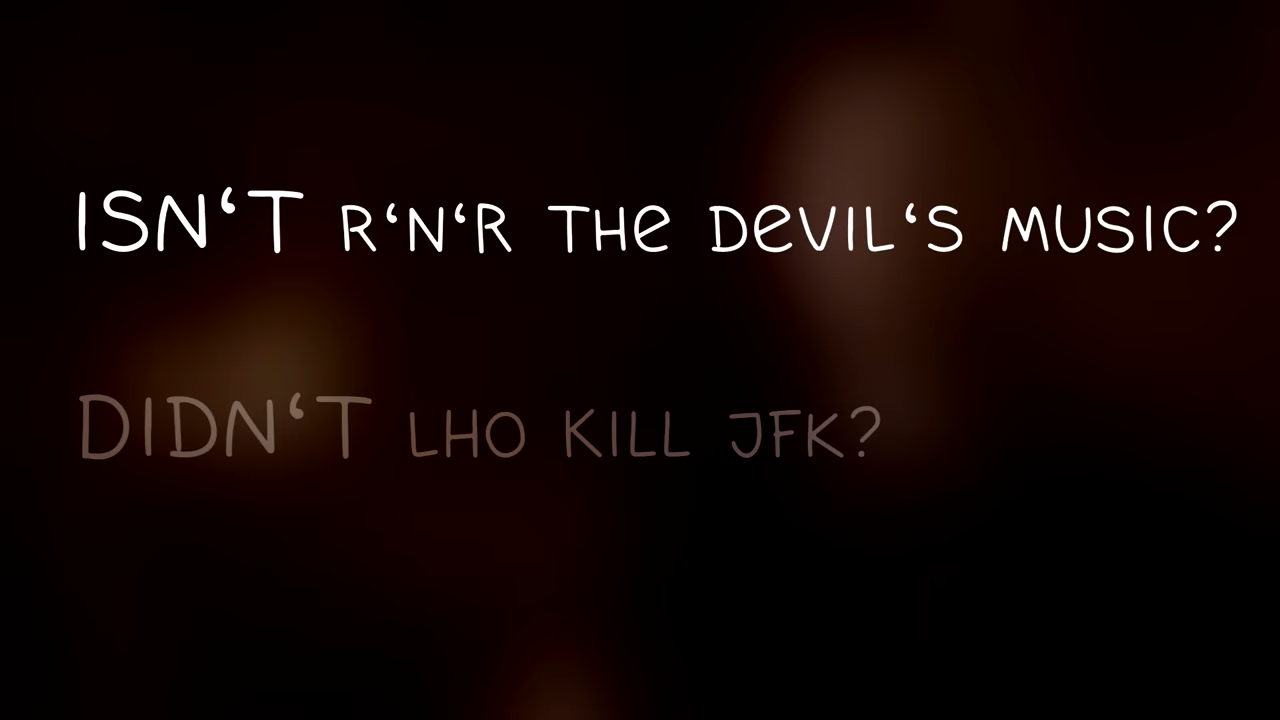 ISN‘T R‘N‘R THE DEVIL‘S MUSIC?
DIDN‘T LHO KILL JFK?